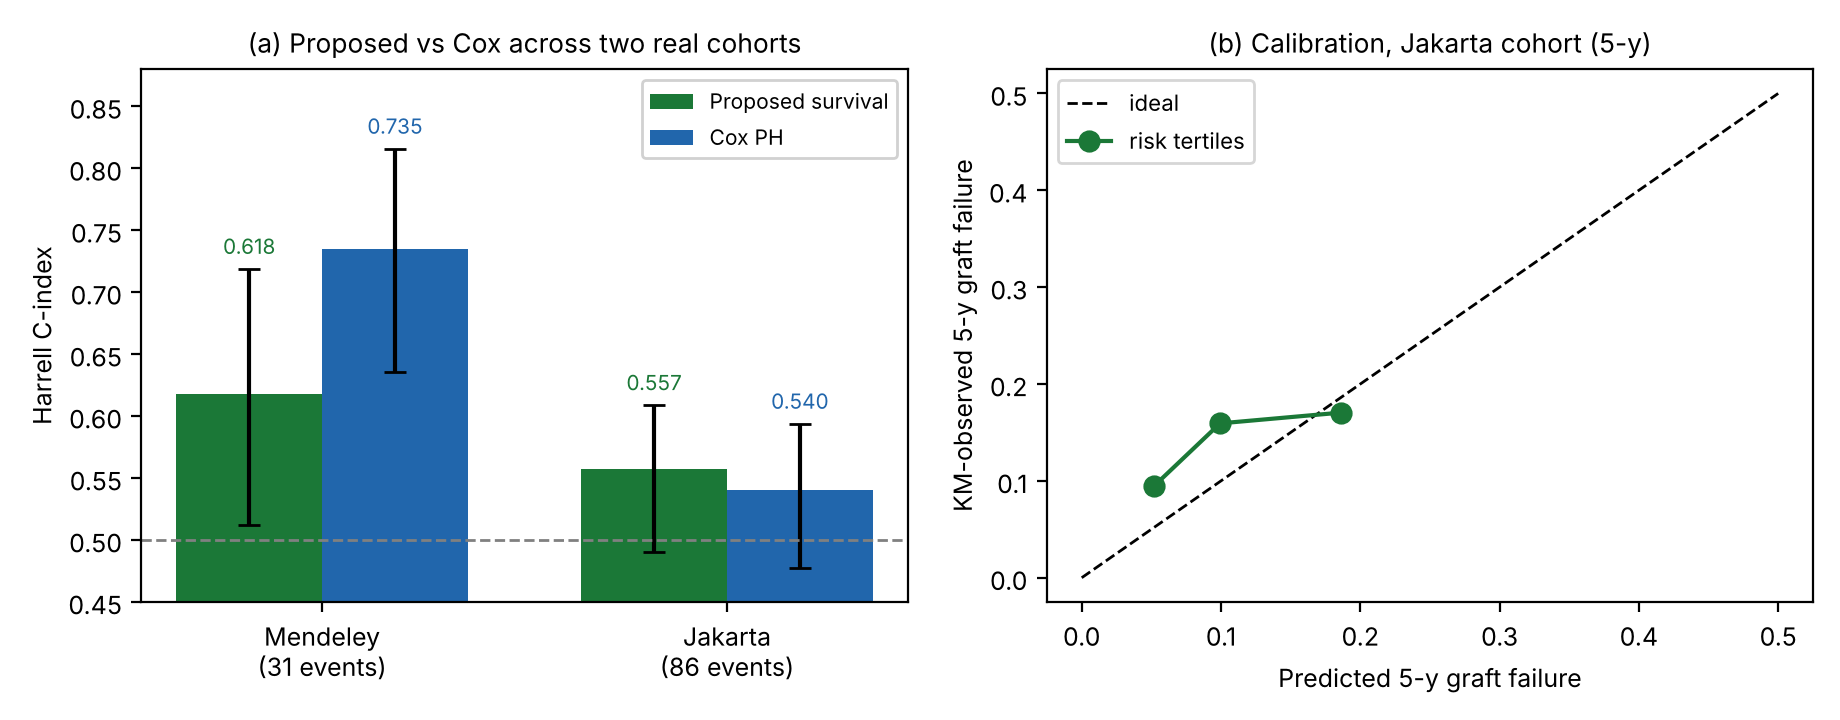 (a) Proposed vs Cox across two real cohorts
Harrell C-index
0.85
0.80
0.75
0.70
0.65
0.60
0.55
0.50
0.45
Proposed survival
Cox PH
0.618
0.735
0.557
0.540
Mendeley
(31 events)
Jakarta
(86 events)
(b) Calibration, Jakarta cohort (5-y)
KM-observed 5-y graft failure
0.5
0.4
0.3
0.2
0.1
0.0
ideal
risk tertiles
0.0
0.1
0.2
0.3
0.4
0.5
Predicted 5-y graft failure